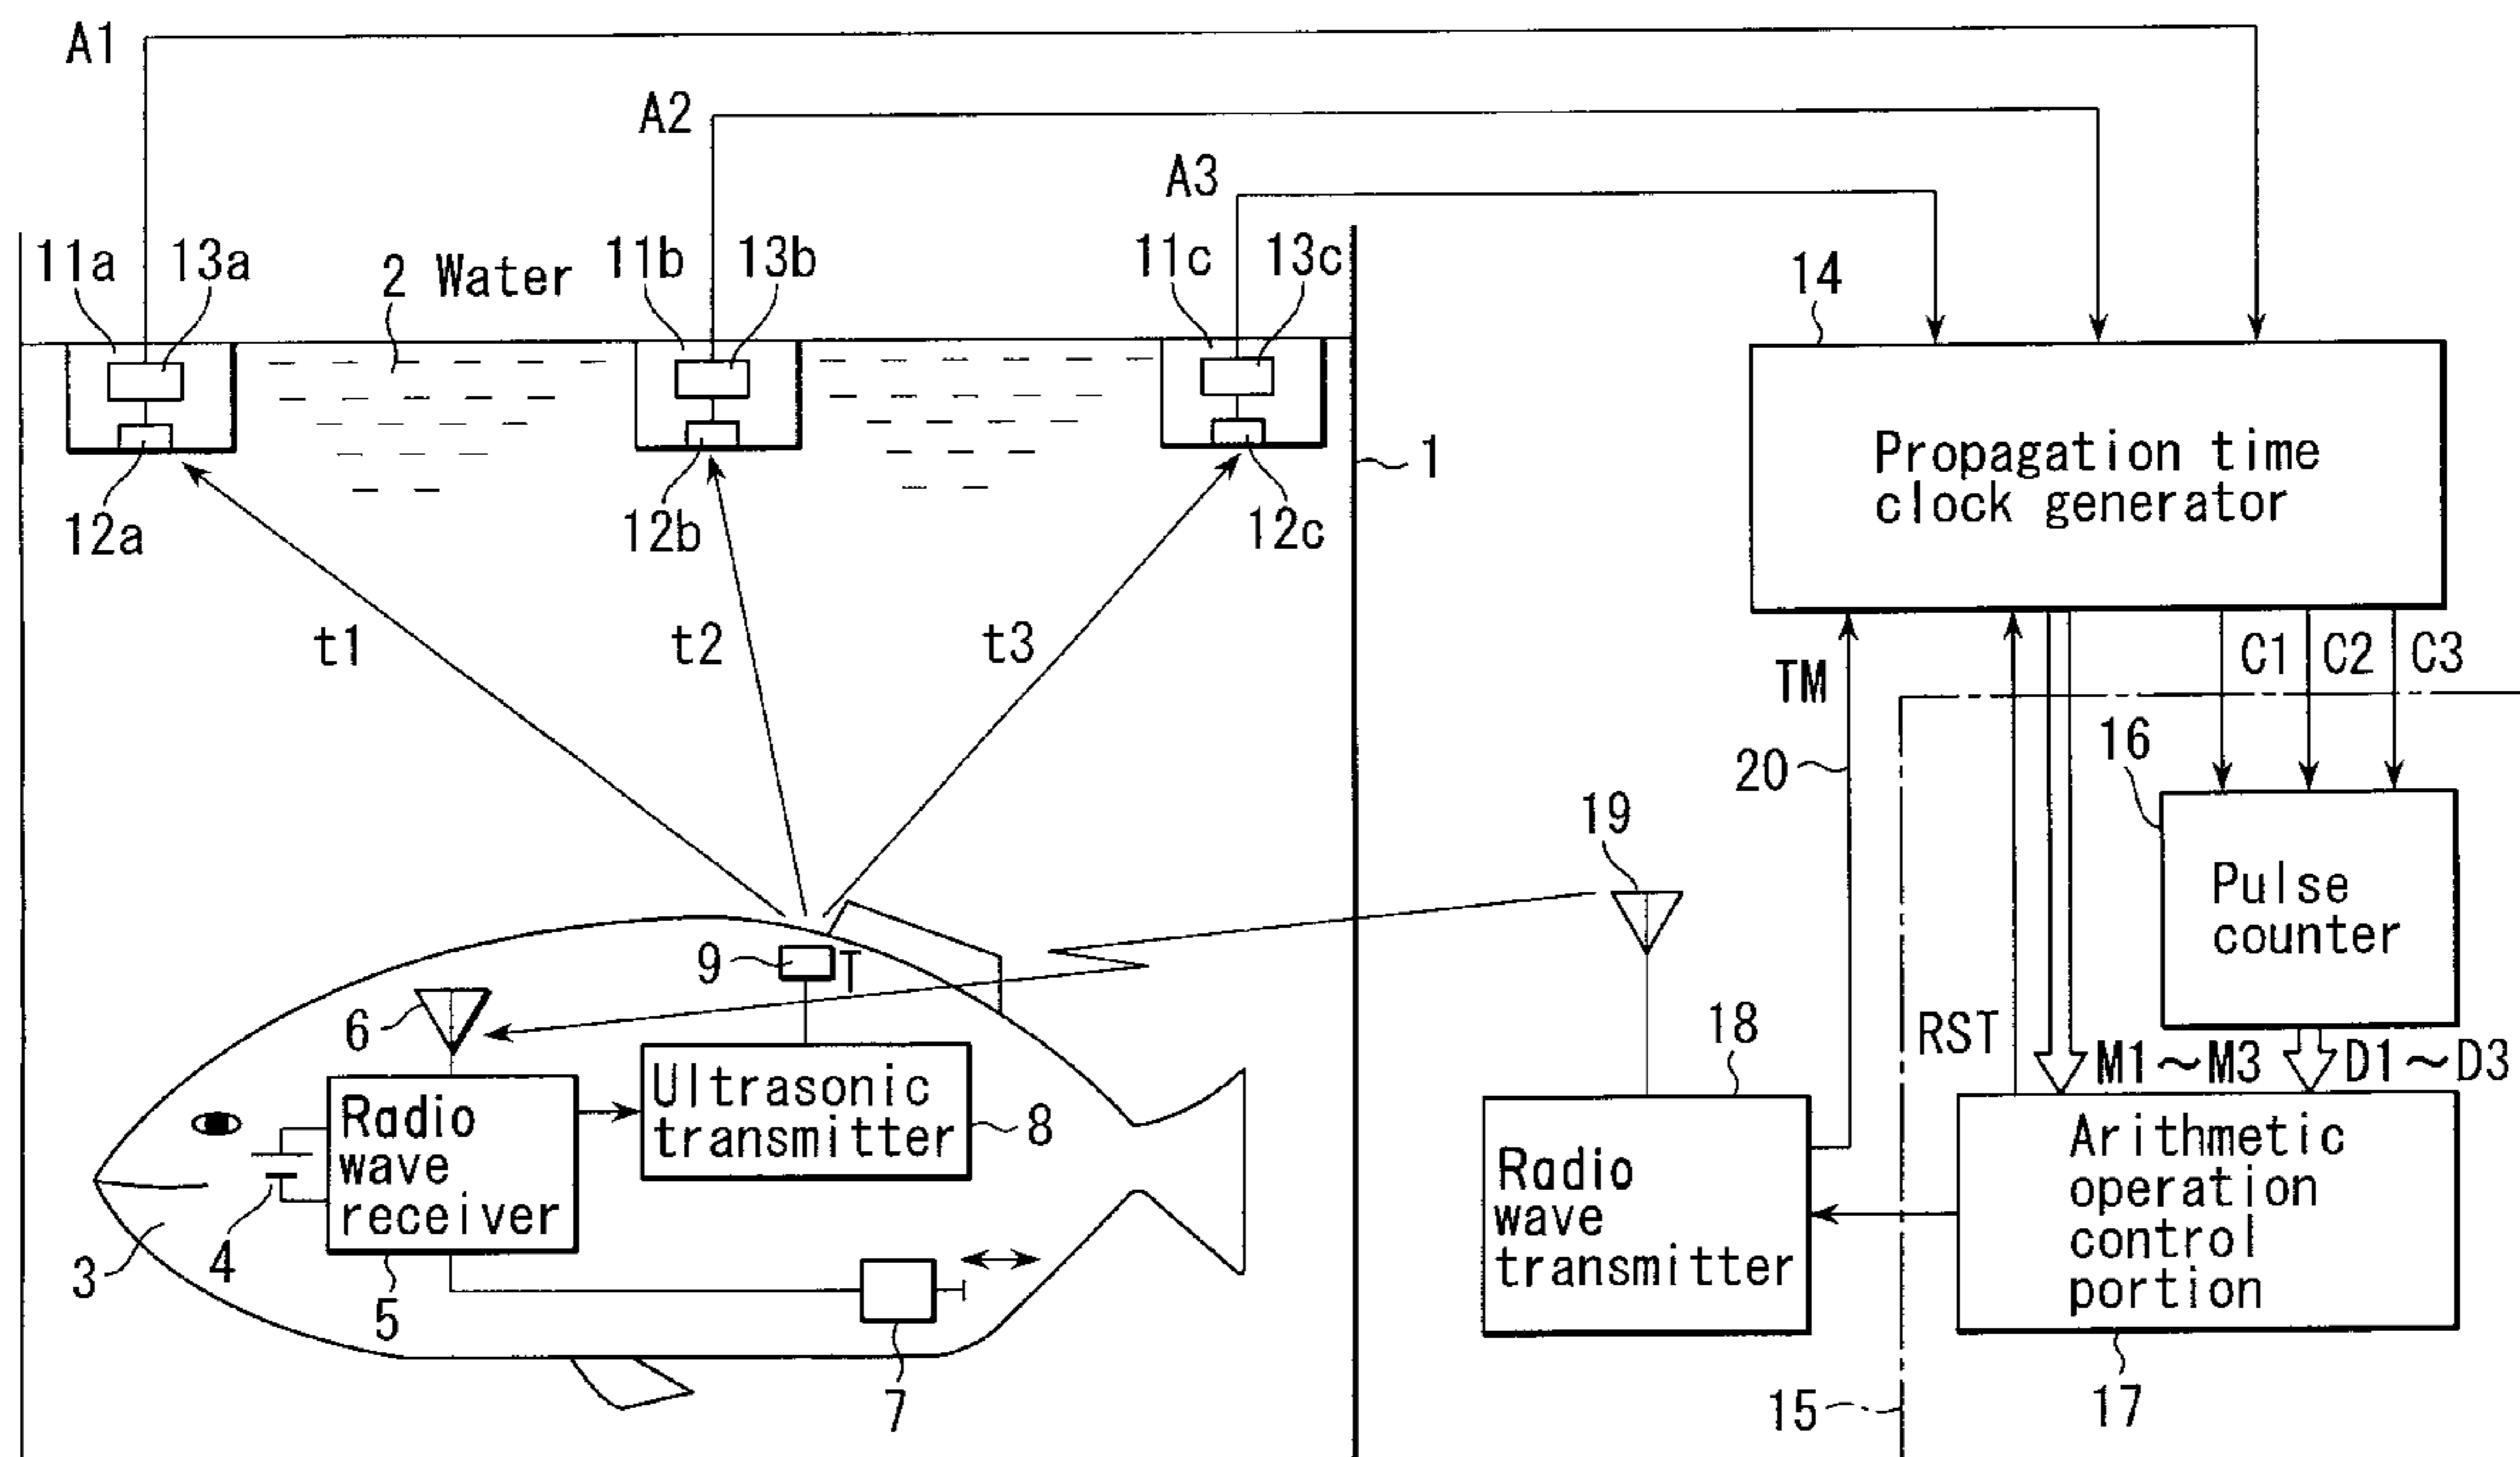 A1
A2
A3
11a
13a
2 Water
11b
13b
11c
13c
14
12a
12b
12c
1
Propagation time
clock generator
t1
t2
t3
TM
C1
C2
C3
20
16
19
Pulse
counter
9
T
6
18
RST
M1～M3
D1～D3
Radio
wave
receiver
Ultrasonic
transmitter
8
Radio
wave
transmitter
Arithmetic
operation
control
portion
3
4
5
7
15
17